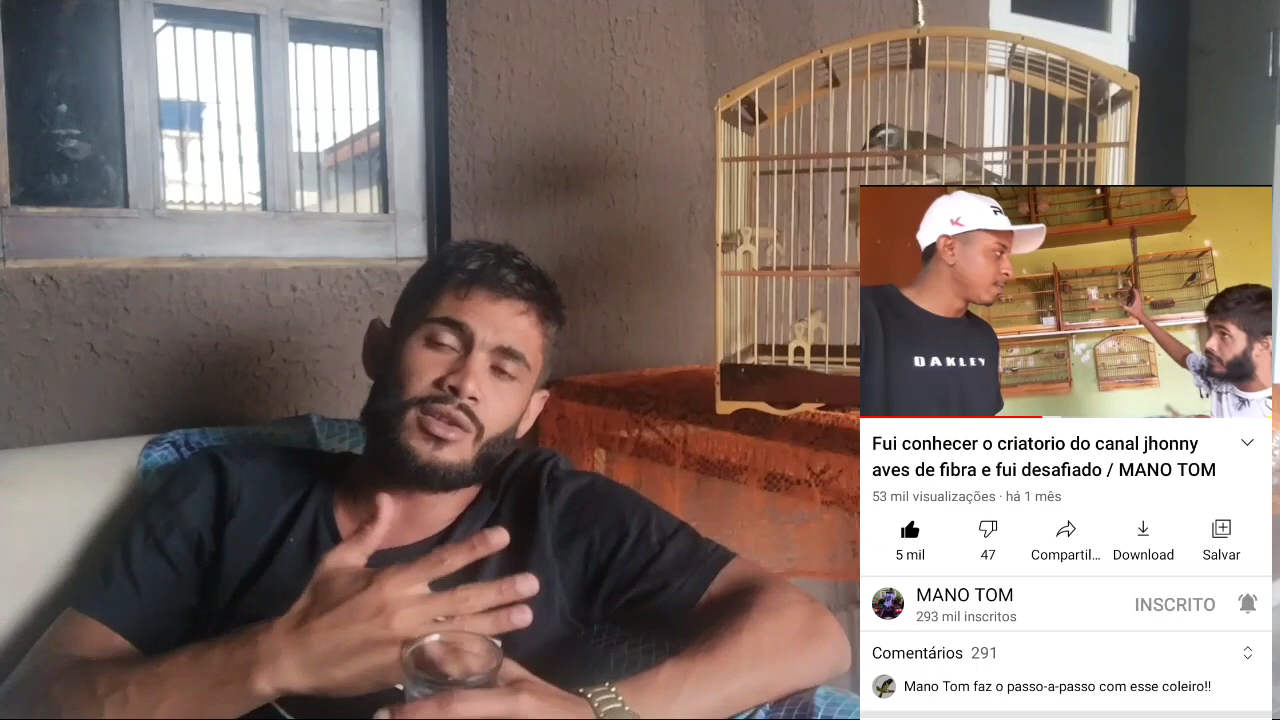 K
R
OAKLEY
Fui conhecer o criatorio do canal jhonny
aves de fibra e fui desafiado / MANO TOM
53 mil visualizações · há 1 mês
5 mil
47
Compartil...
Download
Salvar
MANO TOM
293 mil inscritos
INSCRITO
Comentários 291
Mano Tom faz o passo-a-passo com esse coleiro!!